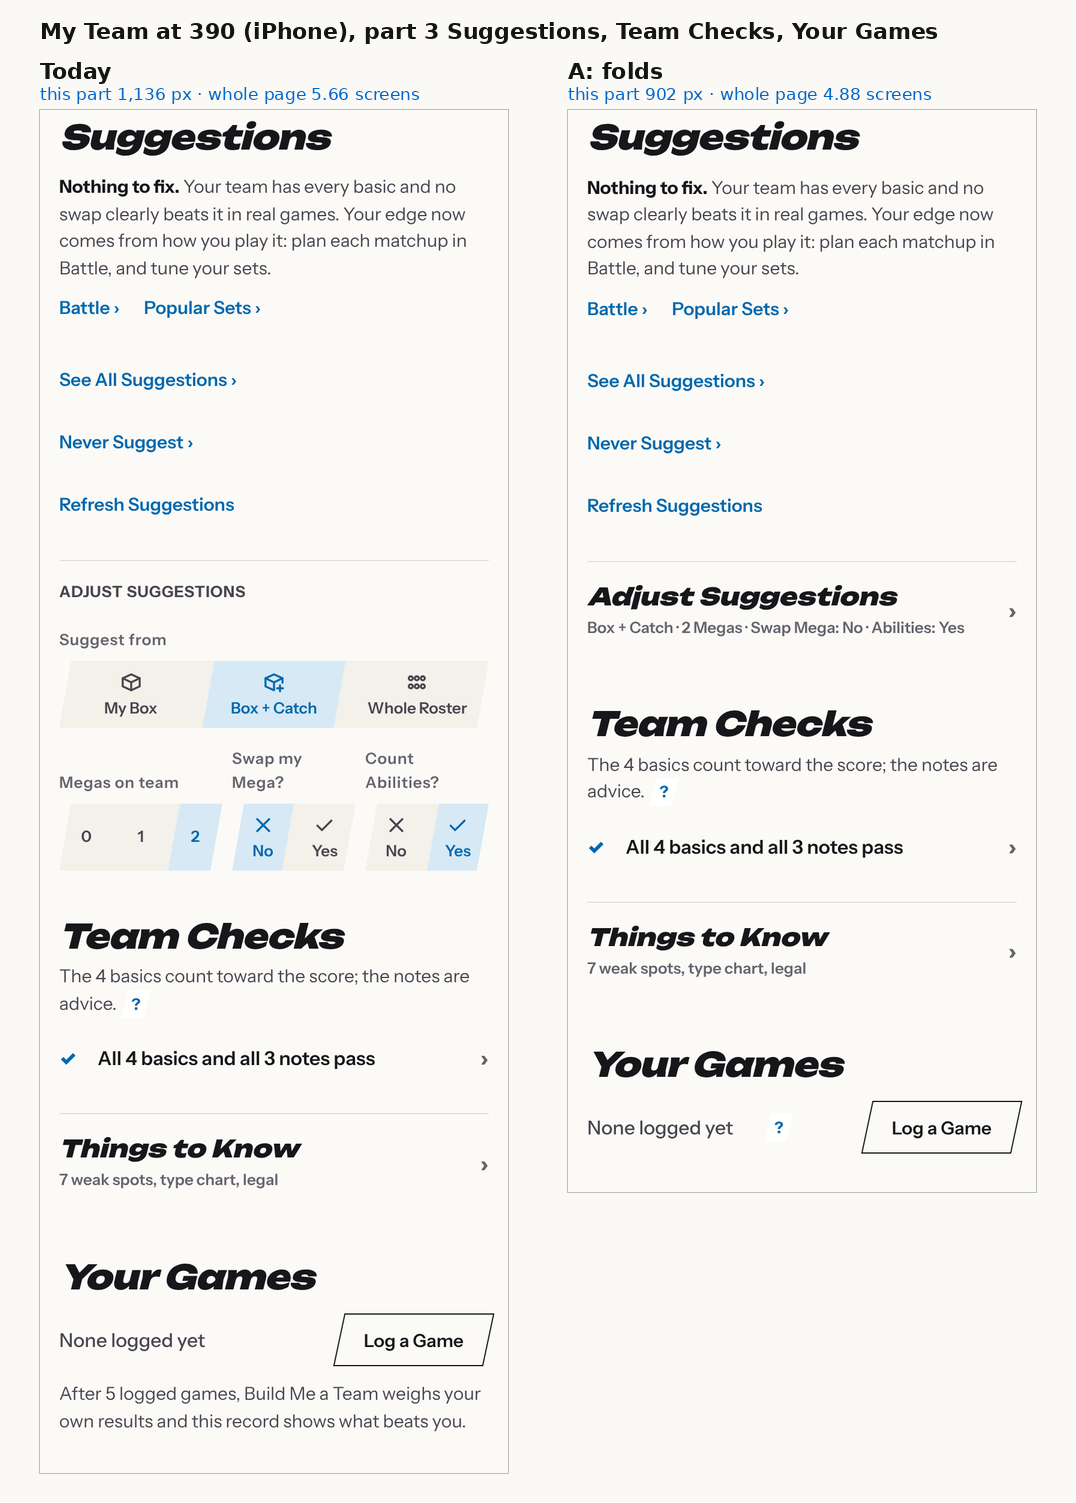 My Team at 390 (iPhone), part 3 Suggestions, Team Checks, Your Games
Today
this part 1,136 px · whole page 5.66 screens
Suggestions
Nothing to fix. Your team has every basic and no
swap clearly beats it in real games. Your edge now
comes from how you play it: plan each matchup in
Battle, and tune your sets.
Battle › Popular Sets ›
See All Suggestions ›
Never Suggest ›
Refresh Suggestions
ADJUST SUGGESTIONS
Suggest from
My Box Box + Catch Whole Roster
Megas on team
0 1 2
Swap my
Mega?
No Yes
Count
Abilities?
No Yes
Team Checks
The 4 basics count toward the score; the notes are
advice. ?
All 4 basics and all 3 notes pass ›
Things to Know ›
7 weak spots, type chart, legal
Your Games
None logged yet Log a Game
After 5 logged games, Build Me a Team weighs your
own results and this record shows what beats you.
A: folds
this part 902 px · whole page 4.88 screens
Suggestions
Nothing to fix. Your team has every basic and no
swap clearly beats it in real games. Your edge now
comes from how you play it: plan each matchup in
Battle, and tune your sets.
Battle › Popular Sets ›
See All Suggestions ›
Never Suggest ›
Refresh Suggestions
Adjust Suggestions ›
Box + Catch · 2 Megas · Swap Mega: No · Abilities: Yes
Team Checks
The 4 basics count toward the score; the notes are
advice. ?
All 4 basics and all 3 notes pass ›
Things to Know ›
7 weak spots, type chart, legal
Your Games
None logged yet ? Log a Game